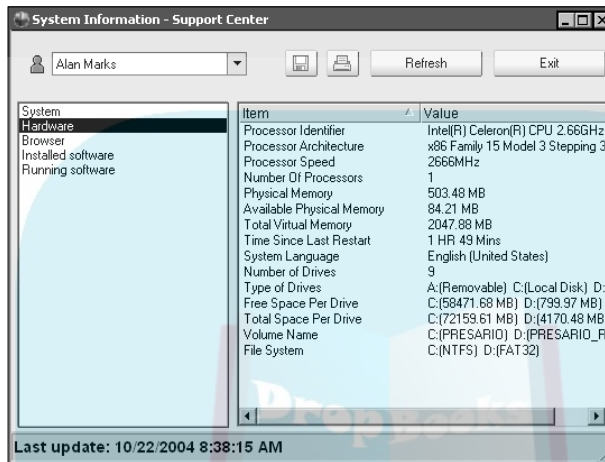 System Information - Support Center
Alan Marks
Refresh
Exit
System
Hardware
Browser
Installed software
Running software
Item Value
Processor Identifier Intel(R) Celeron(R) CPU 2.66GHz
Processor Architecture x86 Family 15 Model 3 Stepping 3
Processor Speed 2666MHz
Number Of Processors 1
Physical Memory 503.48 MB
Available Physical Memory 84.21 MB
Total Virtual Memory 2047.88 MB
Time Since Last Restart 1 HR 49 Mins
System Language English (United States)
Number of Drives 9
Type of Drives A:(Removable) C:(Local Disk) D:
Free Space Per Drive C:(58471.68 MB) D:(799.97 MB)
Total Space Per Drive C:(72159.61 MB) D:(4170.48 MB
Volume Name C:(PRESARIO) D:(PRESARIO_R
File System C:(NTFS) D:(FAT32)
DropBooks
Last update: 10/22/2004 8:38:15 AM